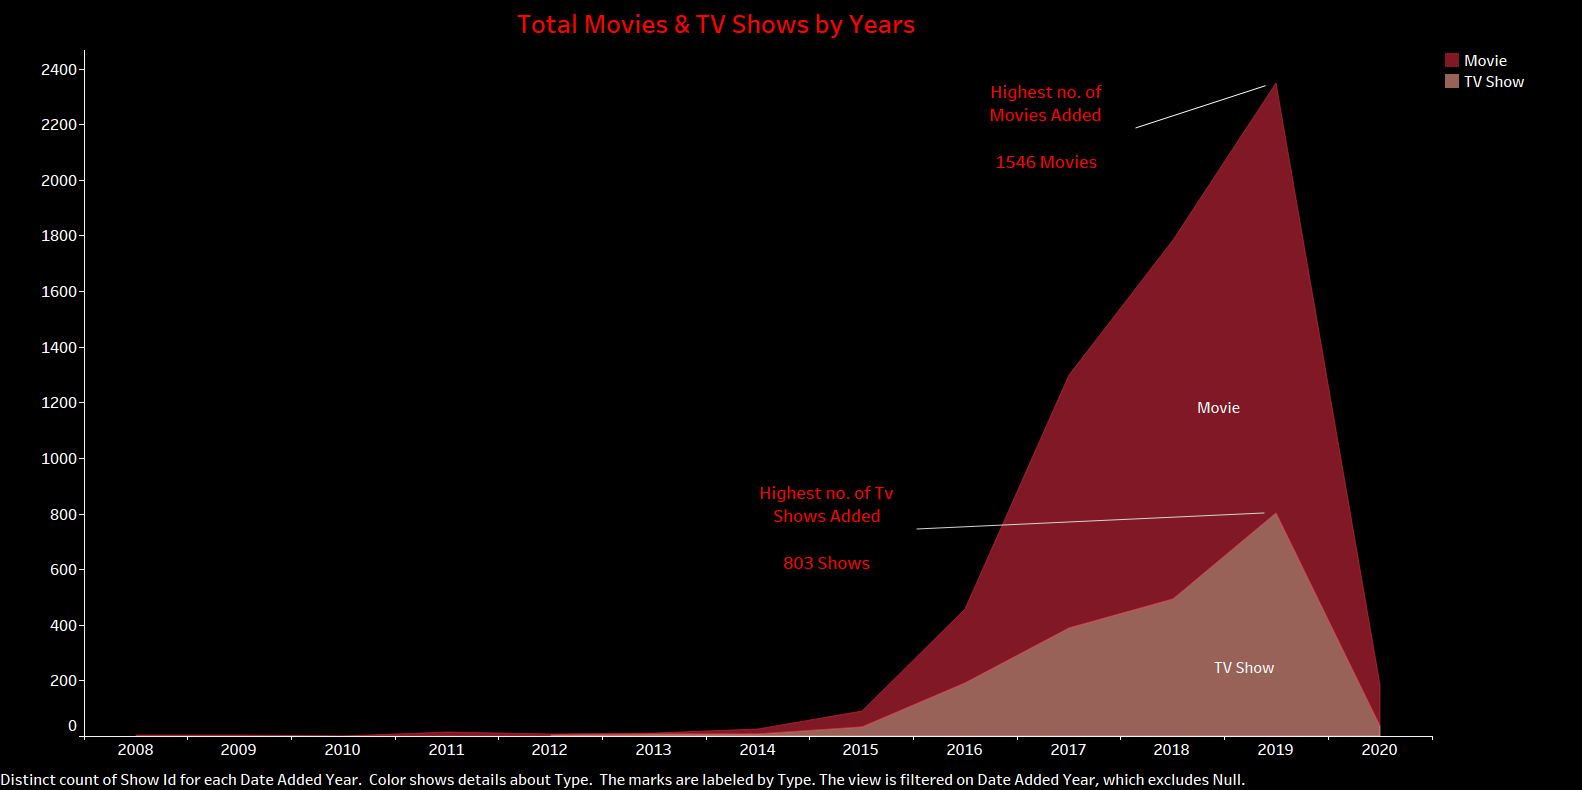 Total Movies & TV Shows by Years
Movie
TV Show
2400
2200
2000
1800
1600
1400
1200
1000
800
600
400
200
0
Highest no. of
Movies Added
1546 Movies
Movie
Highest no. of Tv
Shows Added
803 Shows
TV Show
2008 2009 2010 2011 2012 2013 2014 2015 2016 2017 2018 2019 2020
Distinct count of Show Id for each Date Added Year.  Color shows details about Type.  The marks are labeled by Type. The view is filtered on Date Added Year, which excludes Null.